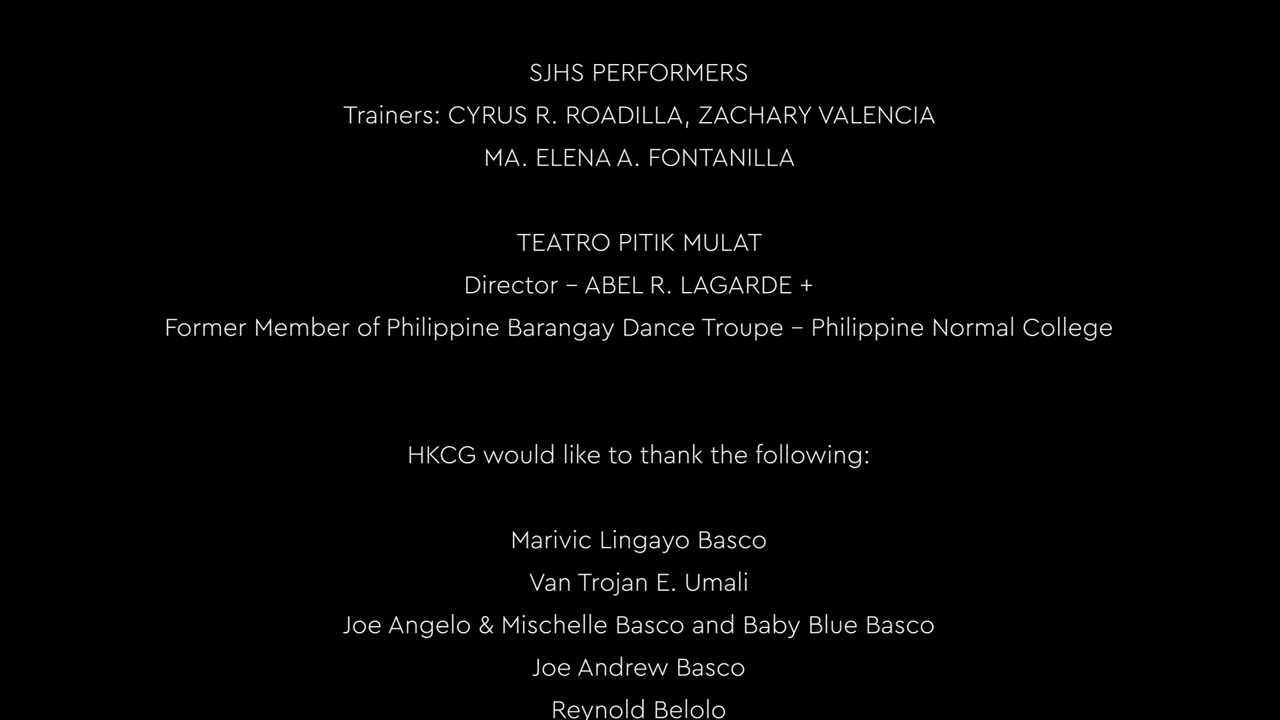 SJHS PERFORMERS
Trainers: CYRUS R. ROADILLA, ZACHARY VALENCIA
MA. ELENA A. FONTANILLA
TEATRO PITIK MULAT
Director – ABEL R. LAGARDE +
Former Member of Philippine Barangay Dance Troupe – Philippine Normal College
HKCG would like to thank the following:
Marivic Lingayo Basco
Van Trojan E. Umali
Joe Angelo & Mischelle Basco and Baby Blue Basco
Joe Andrew Basco
Reynold Belolo